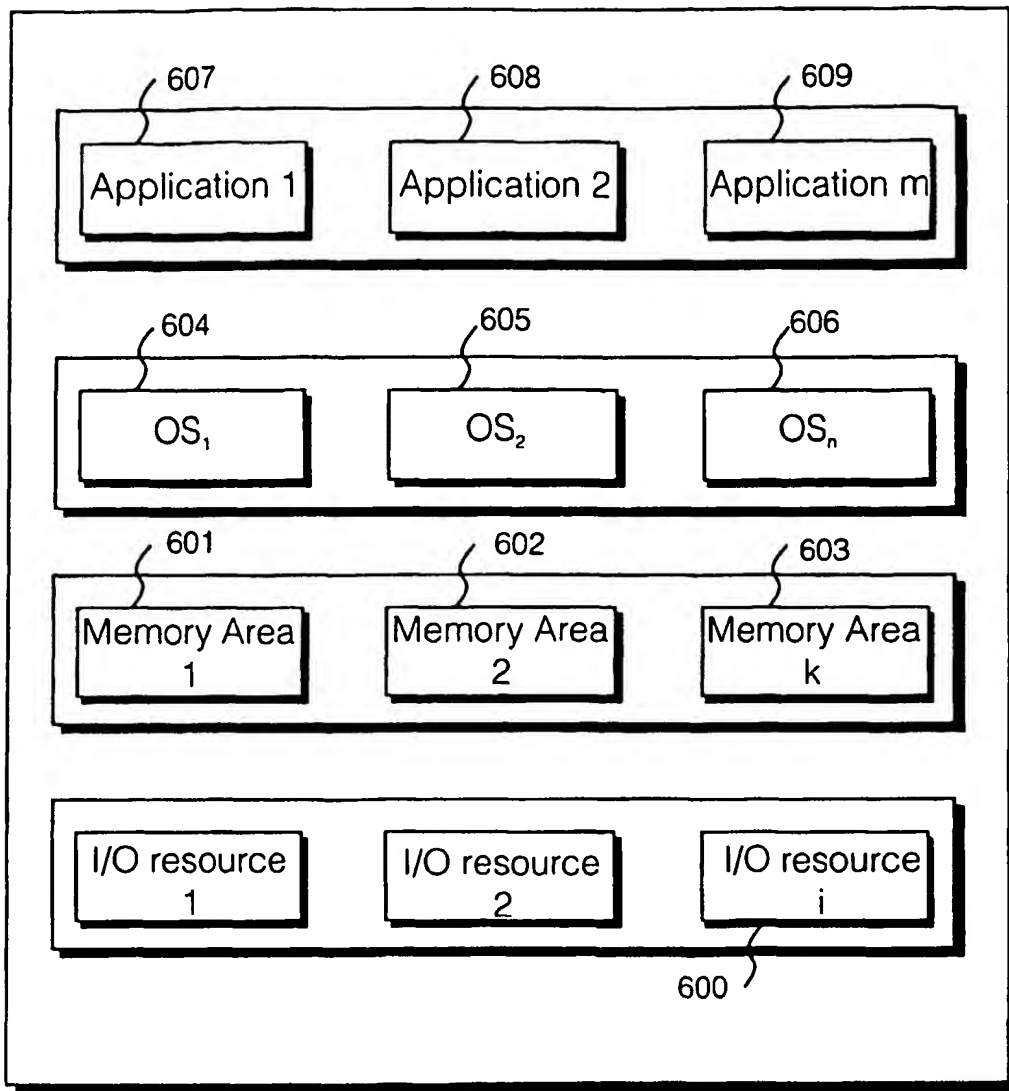 607 608 609
Application 1 Application 2 Application m
604 605 606
OS₁ OS₂ OSₙ
601 602 603
Memory Area Memory Area Memory Area
1 2 k
I/O resource I/O resource I/O resource
1 2 i
600